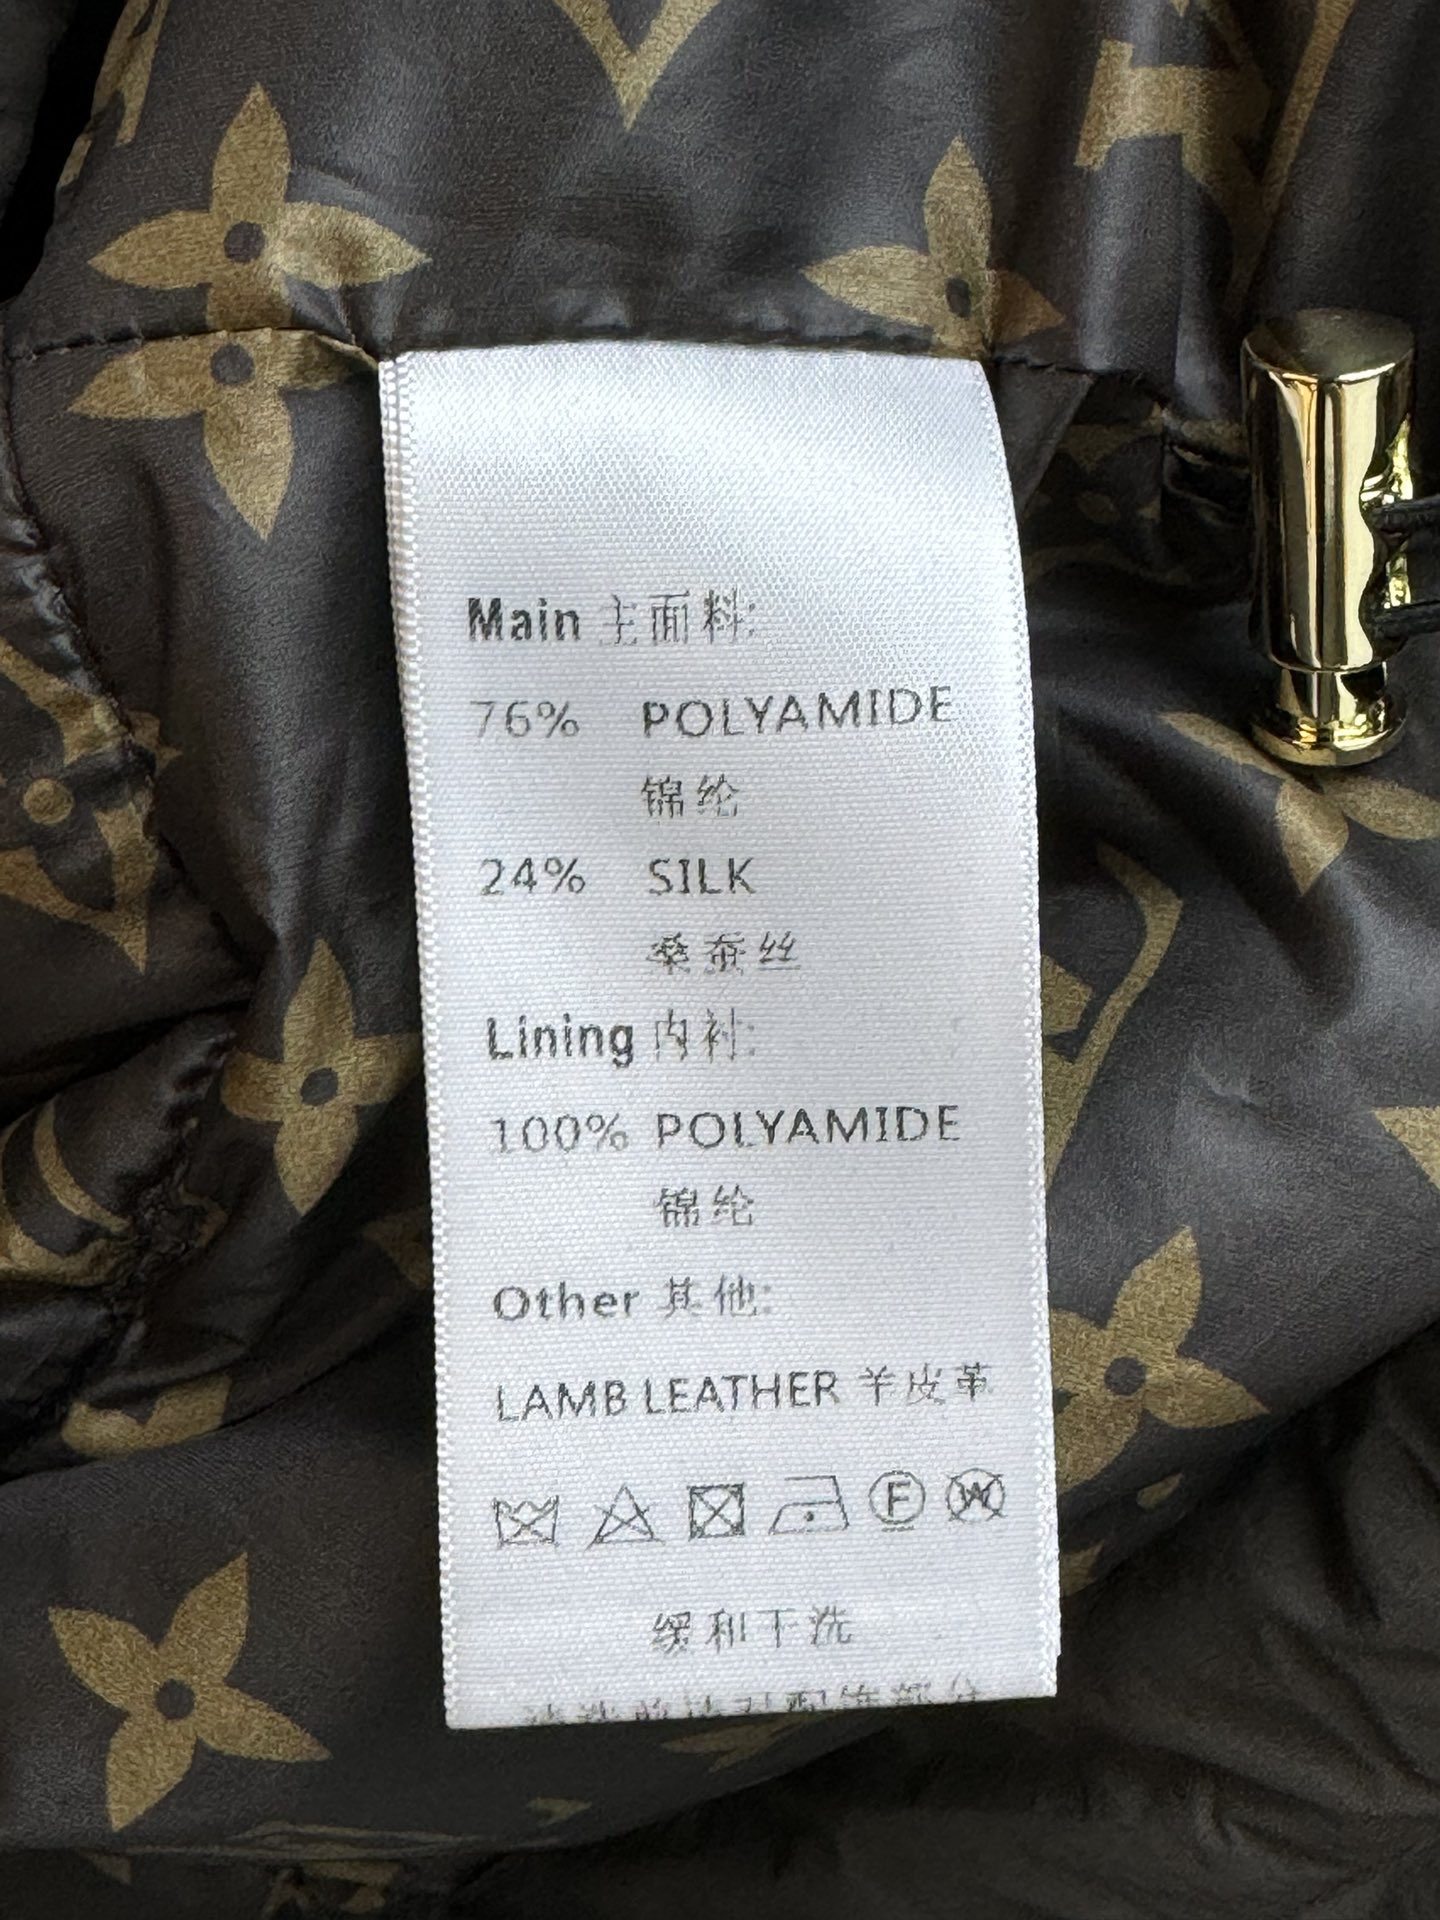 Main 主面料:
76% POLYAMIDE
锦纶
24% SILK
桑蚕丝
Lining 内衬:
100% POLYAMIDE
锦纶
Other 其他:
LAMB LEATHER 羊皮革
F W
缓和干洗